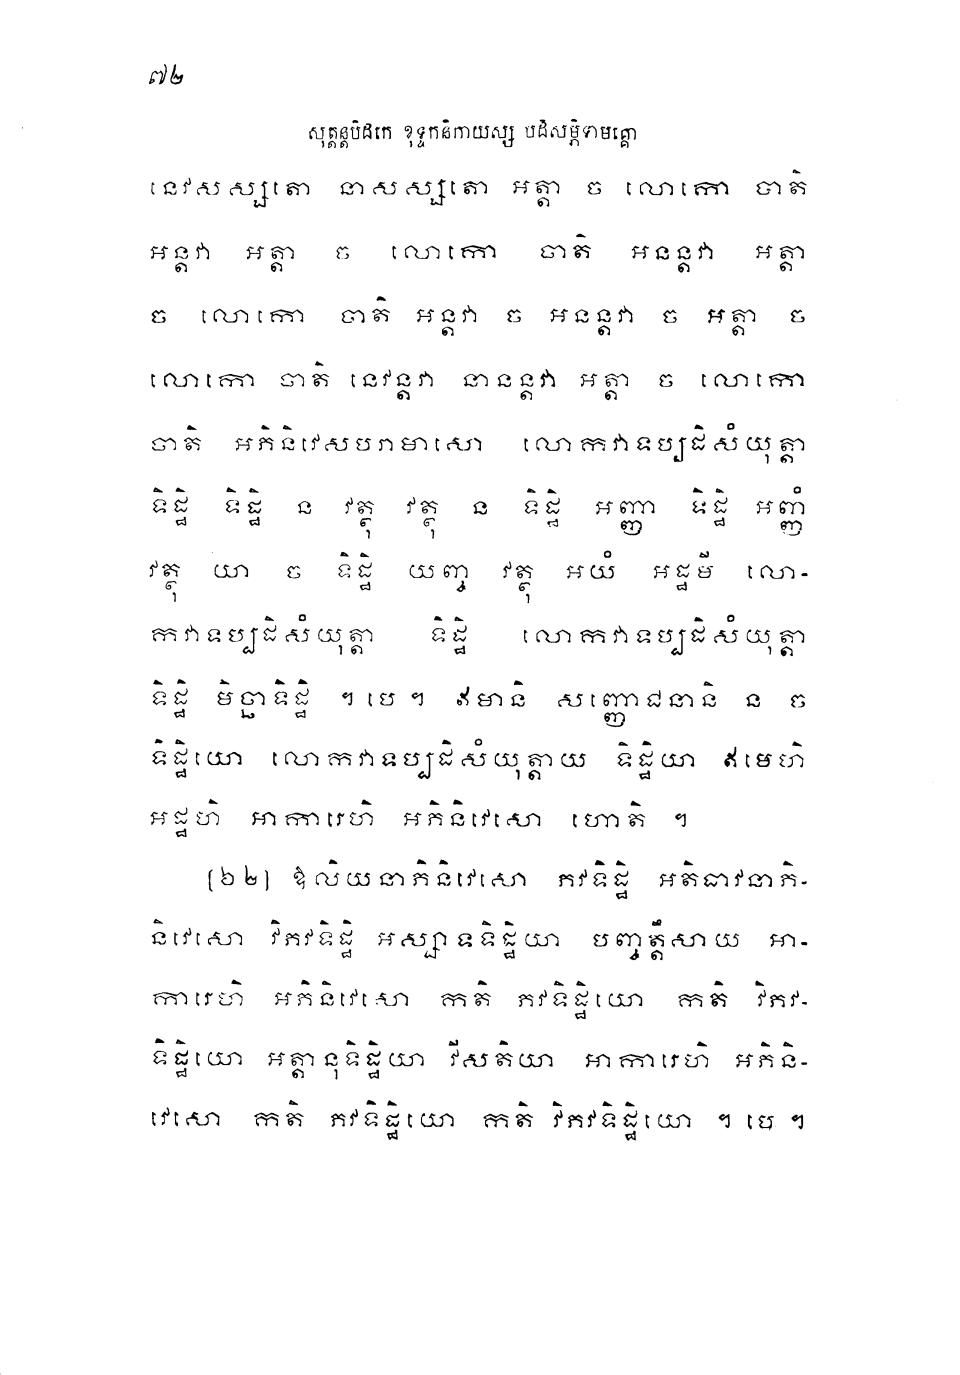 ៧២
សុត្តន្តបិដកេ ខុទ្ទកនិកាយស្ស បដិសម្ភិទាមគ្គោ
នេវសស្សតោ នាសស្សតោ អត្តា ច លោកោ ចាតិ
អន្តវា អត្តា ច លោកោ ចាតិ អនន្តវា អត្តា
ច លោកោ ចាតិ អន្តវា ច អនន្តវា ច អត្តា ច
លោកោ ចាតិ នេវន្តវា នានន្តវា អត្តា ច លោកោ
ចាតិ អភិនិវេសបរាមាសោ លោកវាទប្បដិសំយុត្តា
ទិដ្ឋិ ទិដ្ឋិ ន វត្ថុ វត្ថុ ន ទិដ្ឋិ អញ្ញា ទិដ្ឋិ អញ្ញំ
វត្ថុ យា ច ទិដ្ឋិ យញ្ច វត្ថុ អយំ អដ្ឋមី លោ-
កវាទប្បដិសំយុត្តា ទិដ្ឋិ លោកវាទប្បដិសំយុត្តា
ទិដ្ឋិ មិច្ឆាទិដ្ឋិ ។ បេ ។ ឥមានិ សញ្ញោជនានិ ន ច
ទិដ្ឋិយោ លោកវាទប្បដិសំយុត្តាយ ទិដ្ឋិយា ឥមេហិ
អដ្ឋហិ អាការេហិ អភិនិវេសោ ហោតិ ។
[៦២] ឱលិយនាភិនិវេសោ ភវទិដ្ឋិ អតិធាវនាភិ-
និវេសោ វិភវទិដ្ឋិ អស្សាទទិដ្ឋិយា បញ្ចត្តឹសាយ អា-
ការេហិ អភិនិវេសោ កតិ ភវទិដ្ឋិយោ កតិ វិភវ-
ទិដ្ឋិយោ អត្តានុទិដ្ឋិយា វីសតិយា អាការេហិ អភិនិ-
វេសោ កតិ ភវទិដ្ឋិយោ កតិ វិភវទិដ្ឋិយោ ។ បេ ។